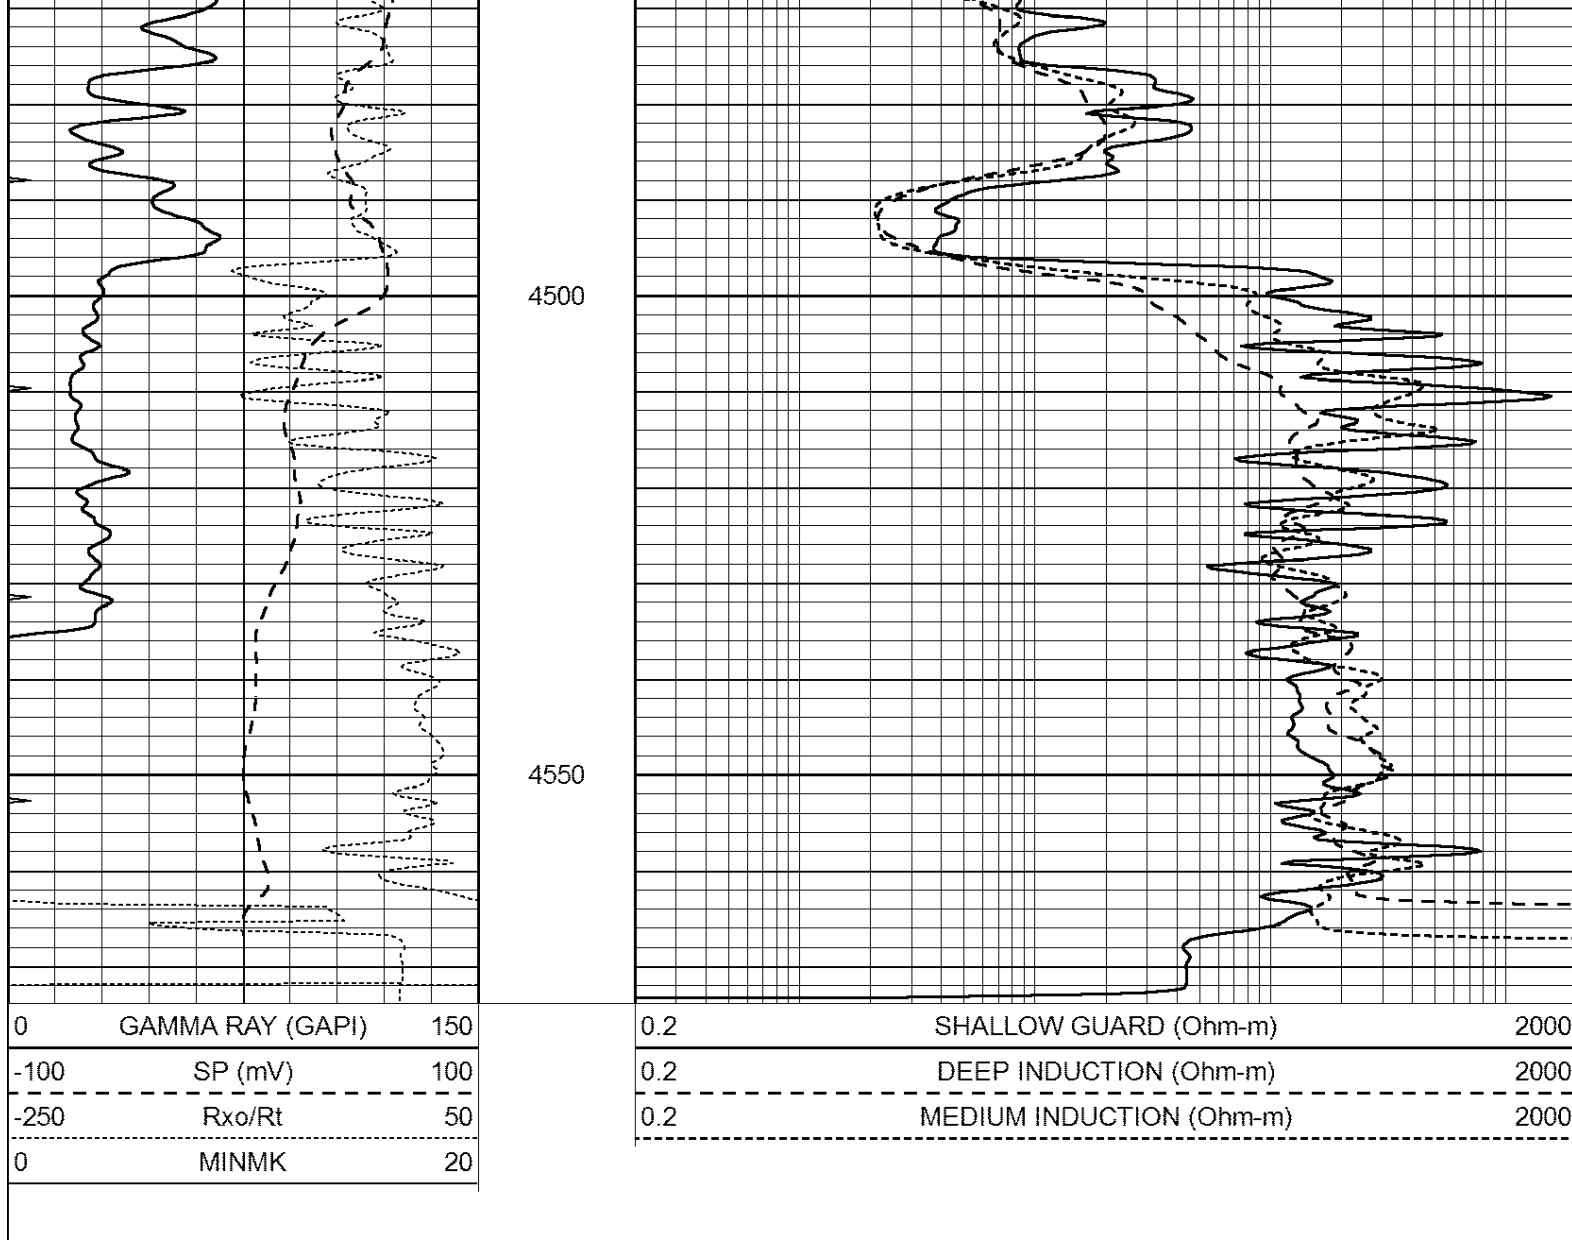 4500
4550
0 GAMMA RAY (GAPI) 150
-100 SP (mV) 100
-250 Rxo/Rt 50
0 MINMK 20
0.2 SHALLOW GUARD (Ohm-m) 2000
0.2 DEEP INDUCTION (Ohm-m) 2000
0.2 MEDIUM INDUCTION (Ohm-m) 2000